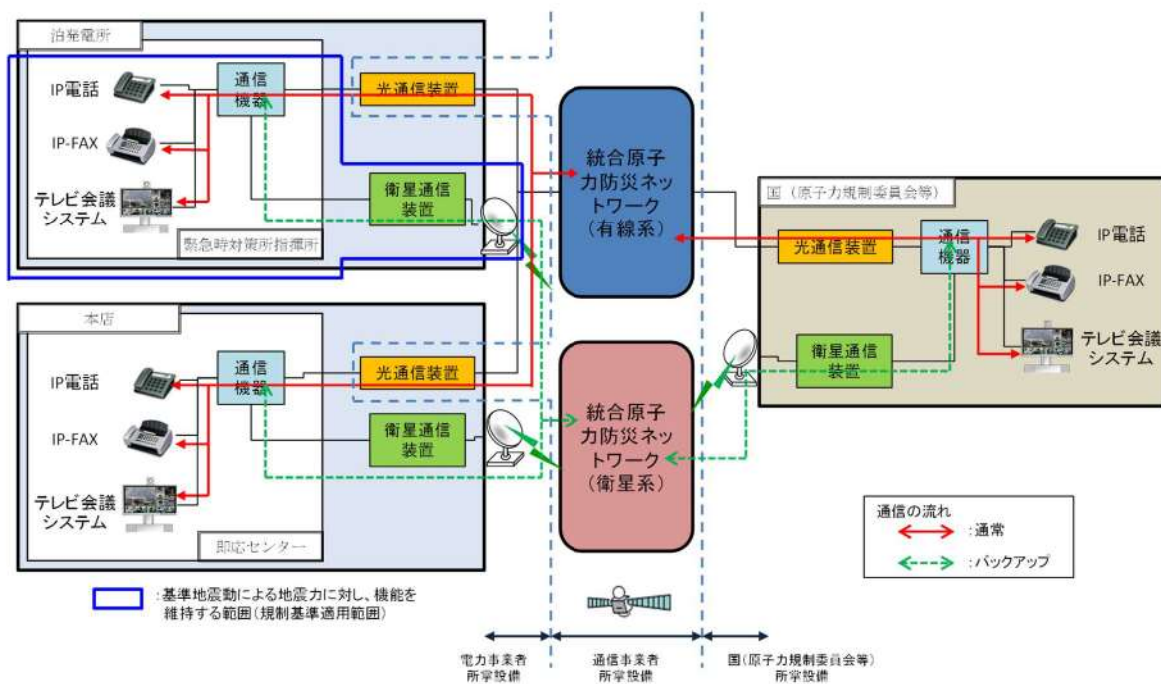 泊発電所
IP電話
IP-FAX
テレビ会議
システム
通信
機器
光通信装置
衛星通信
装置
緊急時対策所指揮所
本店
IP電話
IP-FAX
テレビ会議
システム
通信
機器
光通信装置
衛星通信
装置
即応センター
統合原子
力防災ネッ
トワーク
(有線系)
統合原子
力防災ネッ
トワーク
(衛星系)
国(原子力規制委員会等)
光通信装置
通信
機器
衛星通信
装置
IP電話
IP-FAX
テレビ会議
システム
通信の流れ
:通常
:バックアップ
:基準地震動による地震力に対し、機能を
維持する範囲(規制基準適用範囲)
電力事業者
所掌設備
通信事業者
所掌設備
国(原子力規制委員会等)
所掌設備